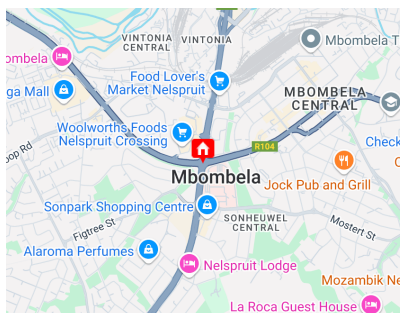 VINTONIA
CENTRAL
VINTONIA
Mbombela T
ombela
Food Lover's
Market Nelspruit
ga Mall
MBOMBELA
CENTRAL
Woolworths Foods
Nelspruit Crossing
R104
Check
oop Rd
Mbombela
Jock Pub and Grill
Sonpark Shopping Centre
SONHEUWEL
CENTRAL
Mostert St
Figtree St
Alaroma Perfumes
Nelspruit Lodge
Mozambik Ne
La Roca Guest House